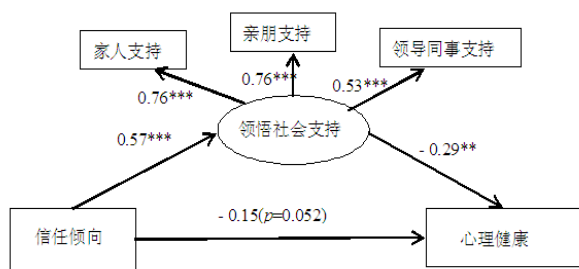 亲朋支持
家人支持
领导同事支持
0.76***
0.76***
0.53***
领悟社会支持
0.57***
- 0.29**
- 0.15(p=0.052)
信任倾向
心理健康